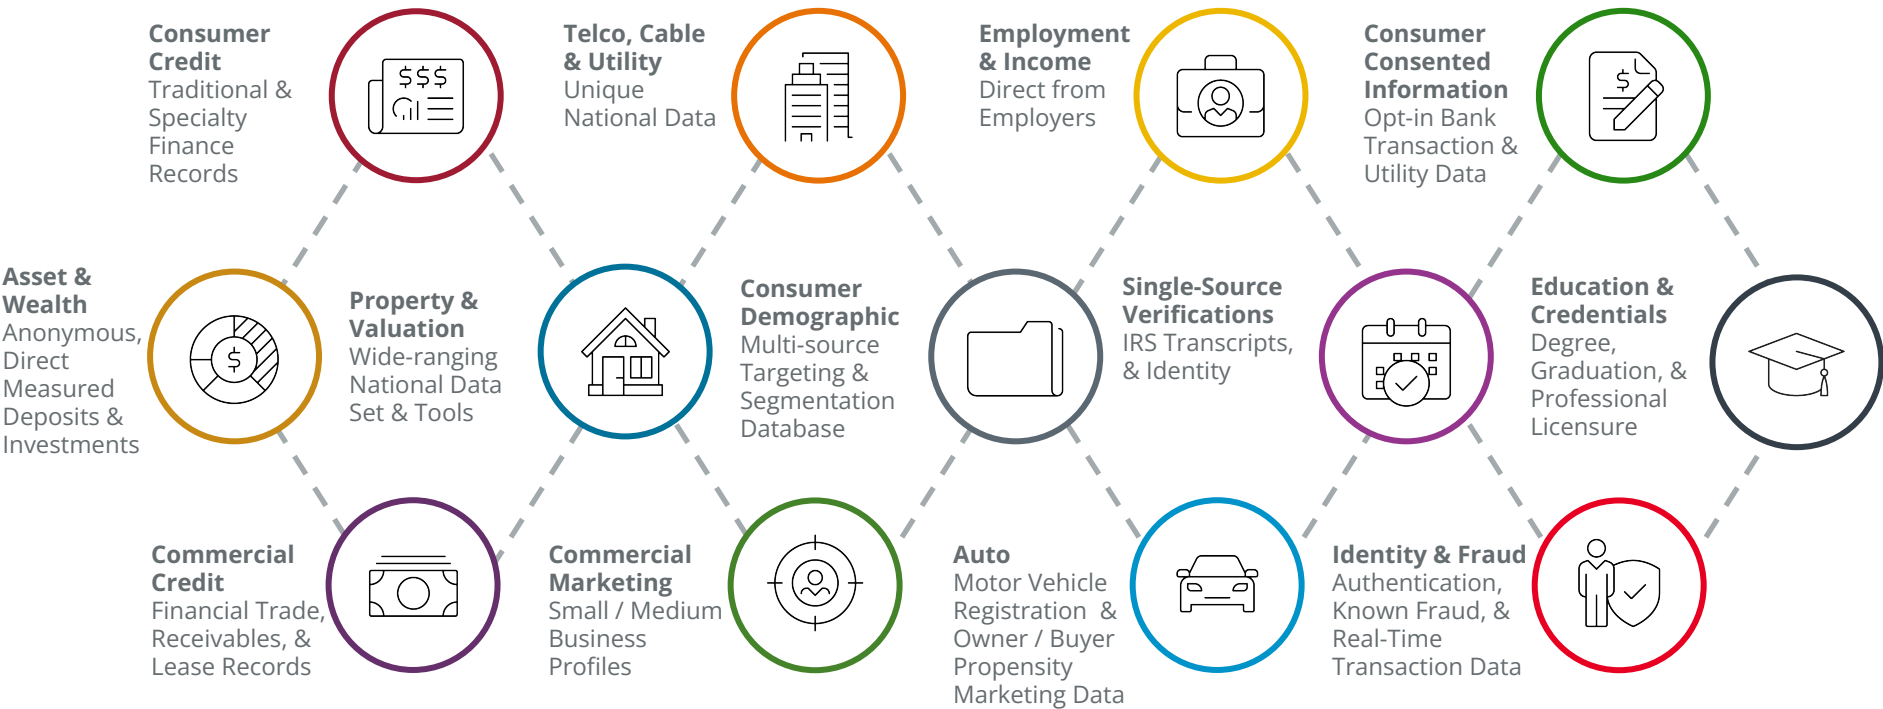 Consumer
Credit
Traditional &
Specialty
Finance
Records
$$$
Telco, Cable
& Utility
Unique
National Data
Employment
& Income
Direct from
Employers
Consumer
Consented
Information
Opt-in Bank
Transaction &
Utility Data
$
Asset &
Wealth
Anonymous,
Direct
Measured
Deposits &
Investments
$
Property &
Valuation
Wide-ranging
National Data
Set & Tools
Consumer
Demographic
Multi-source
Targeting &
Segmentation
Database
Single-Source
Verifications
IRS Transcripts,
& Identity
Education &
Credentials
Degree,
Graduation, &
Professional
Licensure
Commercial
Credit
Financial Trade,
Receivables, &
Lease Records
Commercial
Marketing
Small / Medium
Business
Profiles
Auto
Motor Vehicle
Registration &
Owner / Buyer
Propensity
Marketing Data
Identity & Fraud
Authentication,
Known Fraud, &
Real-Time
Transaction Data